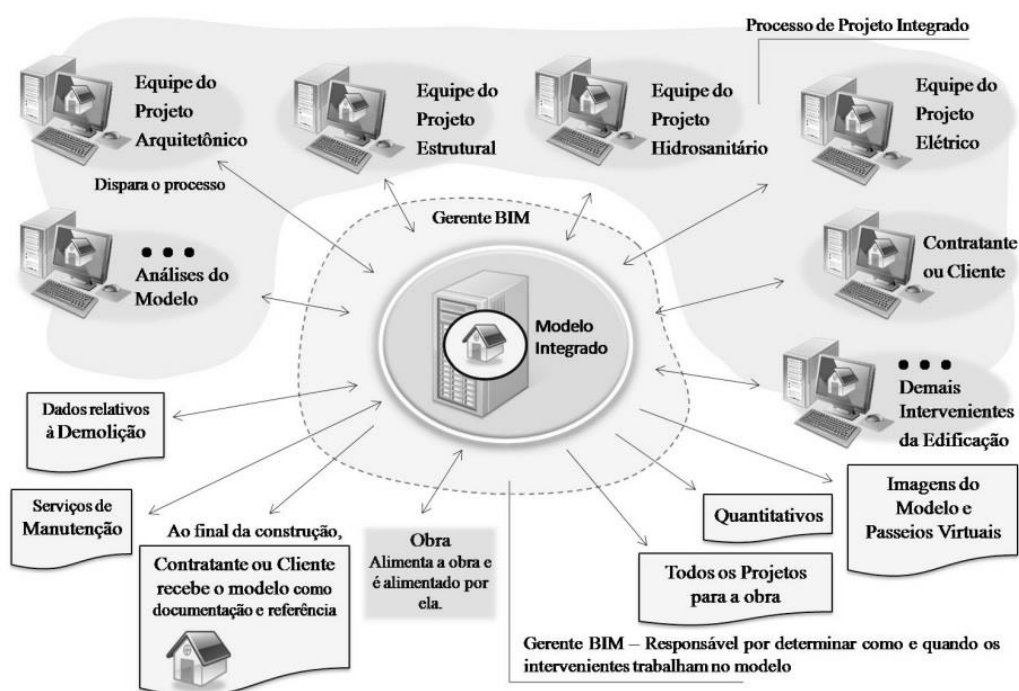 Processo de Projeto Integrado
Equipe do
Projeto
Arquitetônico
Equipe do
Projeto
Estrutural
Equipe do
Projeto
Hidrosanitário
Equipe do
Projeto
Elétrico
Dispara o processo
Gerente BIM
Análises do
Modelo
Contratante
ou Cliente
Modelo
Integrado
Demais
Intervenientes
da Edificação
Dados relativos
à Demolição
Serviços de
Manutenção
Ao final da construção,
Contratante ou Cliente
recebe o modelo como
documentação e referência
Obra
Alimenta a obra e
é alimentado por
ela.
Todos os Projetos
para a obra
Quantitativos
Imagens do
Modelo e
Passeios Virtuais
Gerente BIM – Responsável por determinar como e quando os
intervenientes trabalham no modelo